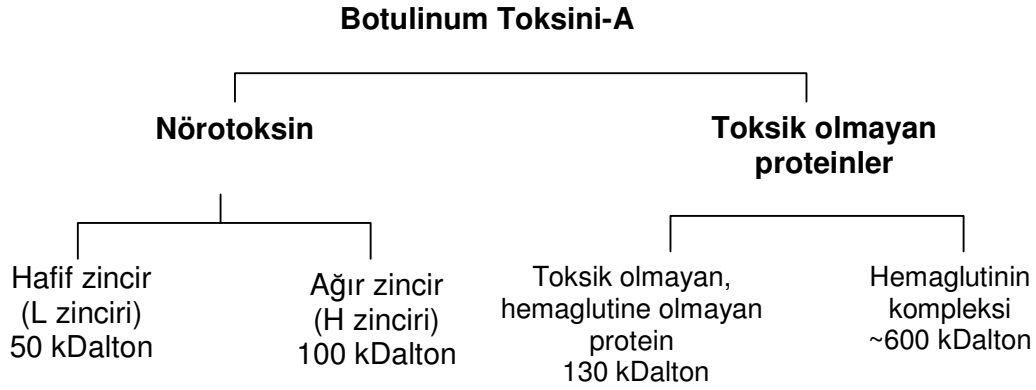 Botulinum Toksini-A
Nörotoksin
Toksik olmayan
proteinler
Hafif zincir
(L zinciri)
50 kDalton
Ağır zincir
(H zinciri)
100 kDalton
Toksik olmayan,
hemaglutine olmayan
protein
130 kDalton
Hemaglutinin
kompleksi
~600 kDalton